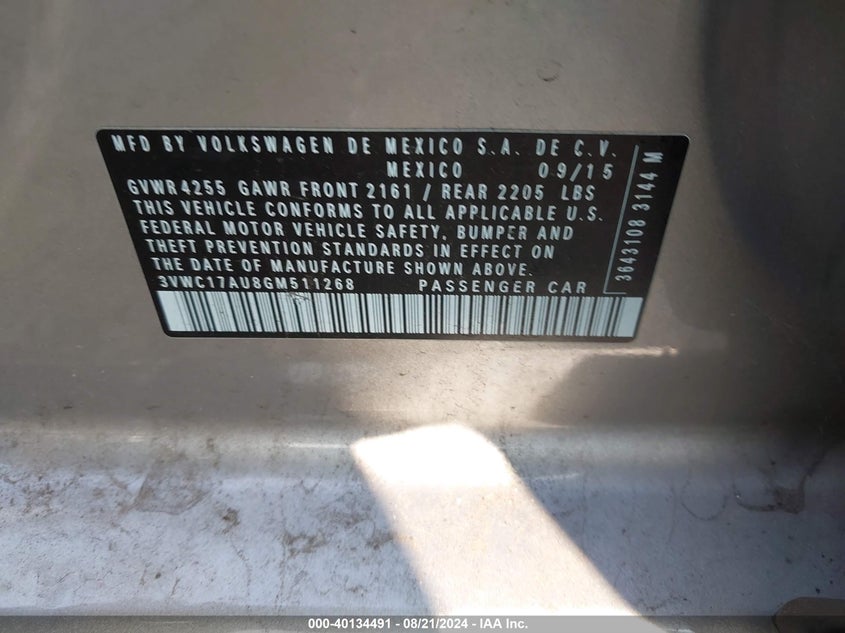 MFD BY VOLKSWAGEN DE MEXICO S.A. DE C.V.
MEXICO 09/15
GVWR4255 GAWR FRONT 2161 / REAR 2205 LBS
THIS VEHICLE CONFORMS TO ALL APPLICABLE U.S.
FEDERAL MOTOR VEHICLE SAFETY, BUMPER AND
THEFT PREVENTION STANDARDS IN EFFECT ON
THE DATE OF MANUFACTURE SHOWN ABOVE.
3VWC17AU8GM511268 PASSENGER CAR
3643108 3144 M
000-40134491 - 08/21/2024 - IAA Inc.